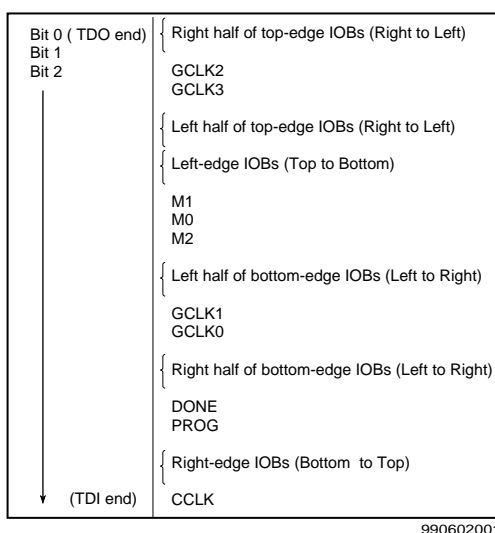 Bit 0 ( TDO end)
Bit 1
Bit 2
Right half of top-edge IOBs (Right to Left)
GCLK2
GCLK3
Left half of top-edge IOBs (Right to Left)
Left-edge IOBs (Top to Bottom)
M1
M0
M2
Left half of bottom-edge IOBs (Left to Right)
GCLK1
GCLK0
Right half of bottom-edge IOBs (Left to Right)
DONE
PROG
Right-edge IOBs (Bottom to Top)
(TDI end)
CCLK
990602001